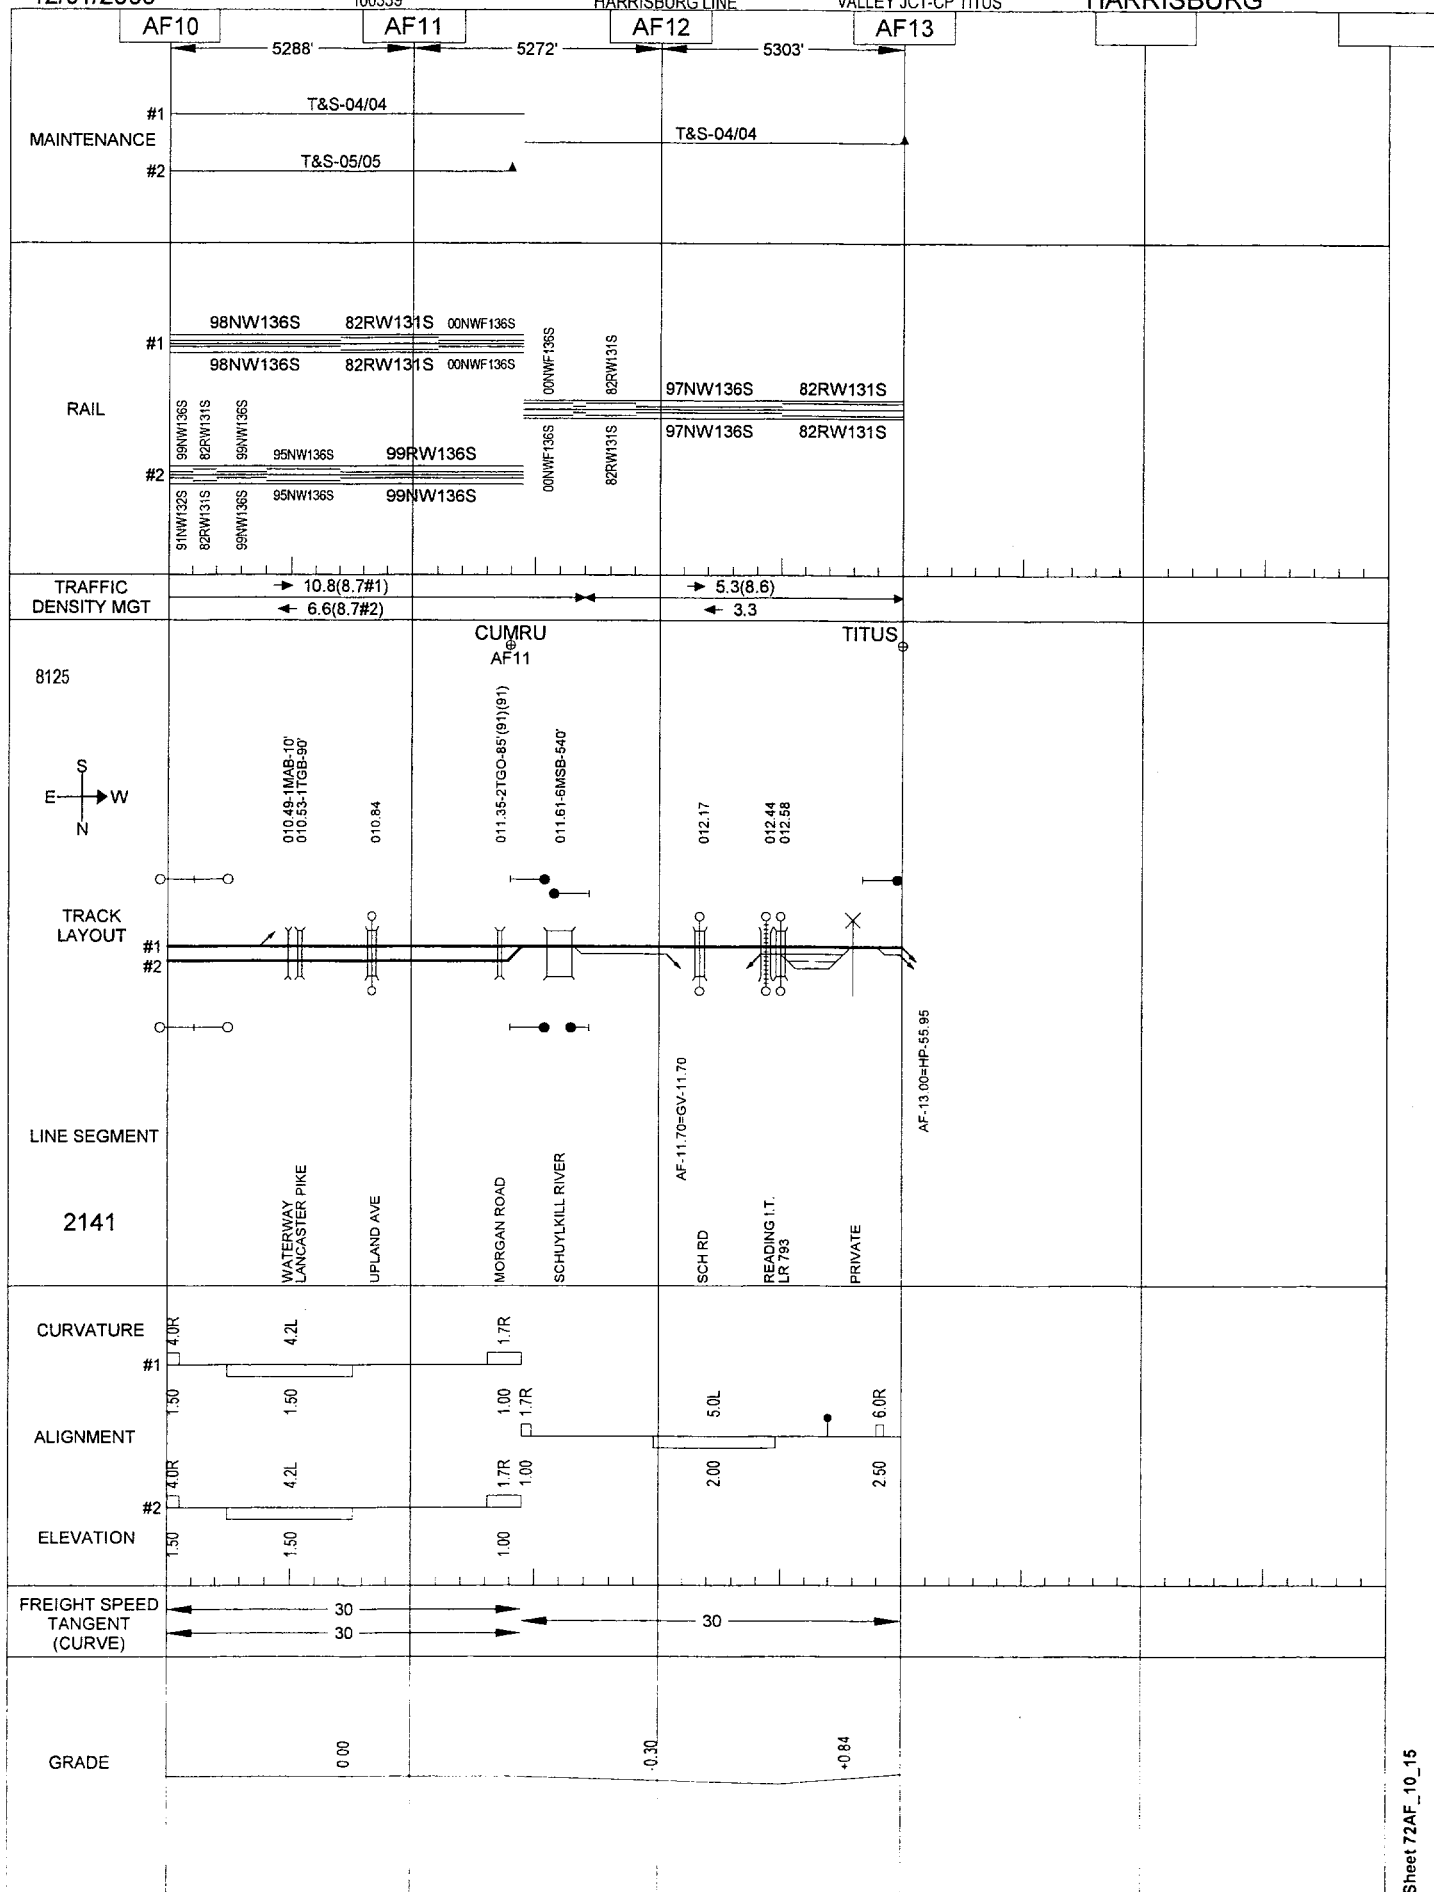 HARRISBURG LINE
VALLEY JCT-CP TITUS
HARRISBURG
AF10 AF11 AF12 AF13
5288' 5272' 5303'
MAINTENANCE
#1 T&S-04/04
T&S-04/04
#2 T&S-05/05
RAIL
98NW136S 82RW131S 00NWF136S
#1
98NW136S 82RW131S 00NWF136S
00NWF136S
82RW131S
97NW136S 82RW131S
97NW136S 82RW131S
00NWF136S
82RW131S
99NW136S
82RW131S
99NW136S
95NW136S 99RW136S
#2
95NW136S 99NW136S
91NW132S
82RW131S
99NW136S
TRAFFIC
DENSITY MGT
10.8(8.7#1) 5.3(8.6)
6.6(8.7#2) 3.3
CUMRU
AF11
TITUS
8125
S
E W
N
010.49-1MAB-10'
010.53-1TGB-90'
010.84
011.35-2TGO-85'(91)(91)
011.61-6MSB-540'
012.17
012.44
012.58
TRACK
LAYOUT
#1
#2
AF-11.70=GV-11.70
AF-13.00=HP-55.95
LINE SEGMENT
2141
WATERWAY
LANCASTER PIKE
UPLAND AVE
MORGAN ROAD
SCHUYLKILL RIVER
SCH RD
READING I.T.
LR 793
PRIVATE
CURVATURE
4.0R 4.2L 1.7R
#1
1.50 1.50 1.00
ALIGNMENT
1.7R 5.0L 6.0R
1.00 2.00 2.50
4.0R 4.2L 1.7R
#2
ELEVATION
1.50 1.50 1.00
FREIGHT SPEED
TANGENT
(CURVE)
30 30
30
GRADE
0.00 -0.30 +0.84
Sheet 72AF_10_15